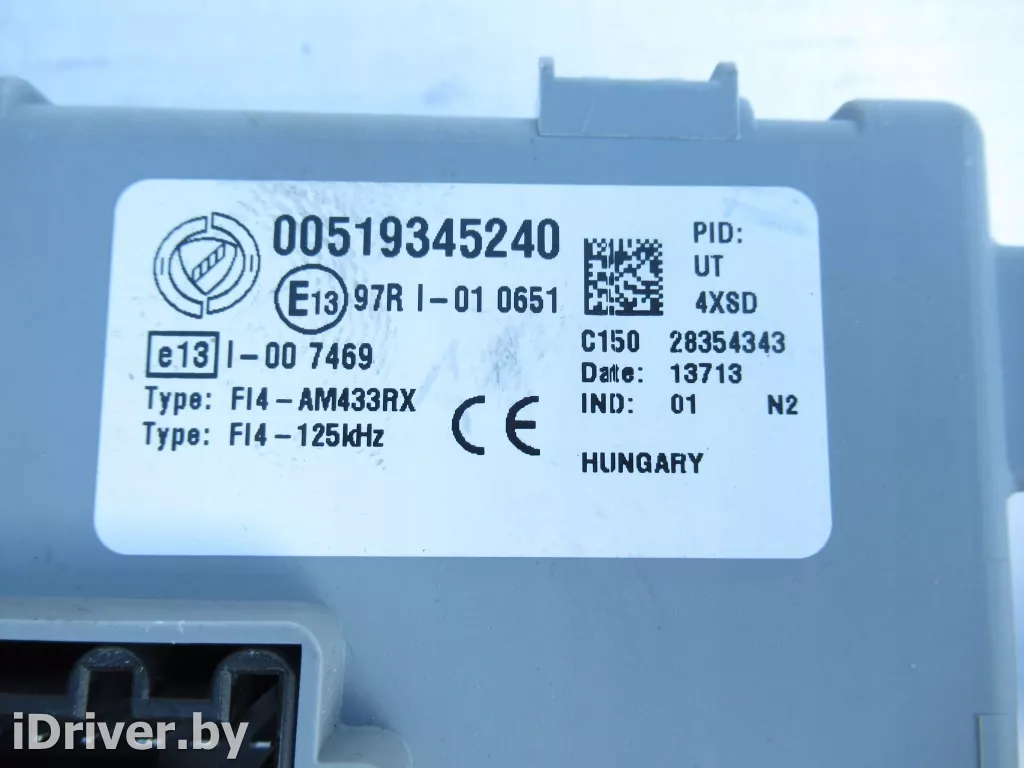 00519345240
E13 97R I-01 0651
e13 I-00 7469
Type: FI4-AM433RX
Type: FI4-125kHz
CE
PID:
UT
4XSD
C150 28354343
Date: 13713
IND: 01 N2
HUNGARY
iDriver.by